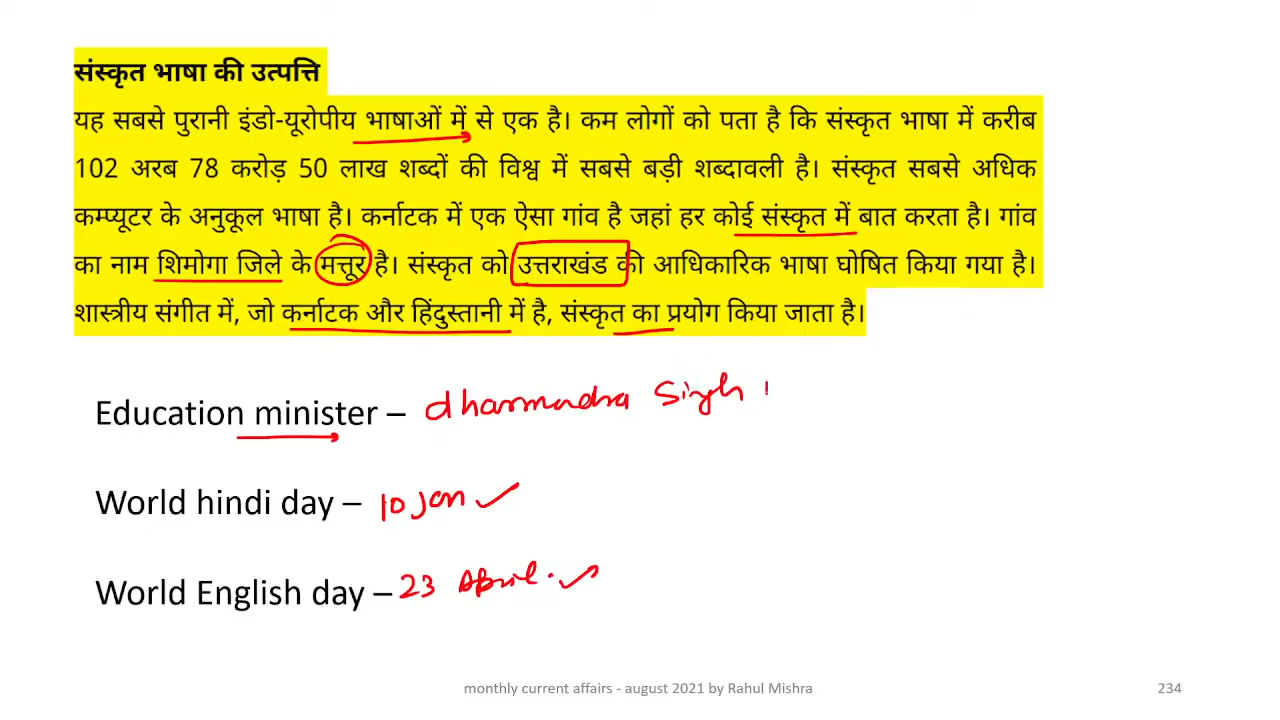 संस्कृत भाषा की उत्पत्ति
यह सबसे पुरानी इंडो-यूरोपीय भाषाओं में से एक है। कम लोगों को पता है कि संस्कृत भाषा में करीब
102 अरब 78 करोड़ 50 लाख शब्दों की विश्व में सबसे बड़ी शब्दावली है। संस्कृत सबसे अधिक
कम्प्यूटर के अनुकूल भाषा है। कर्नाटक में एक ऐसा गांव है जहां हर कोई संस्कृत में बात करता है। गांव
का नाम शिमोगा जिले के मत्तूर है। संस्कृत को उत्तराखंड की आधिकारिक भाषा घोषित किया गया है।
शास्त्रीय संगीत में, जो कर्नाटक और हिंदुस्तानी में है, संस्कृत का प्रयोग किया जाता है।
Education minister – Singh
World hindi day – 10 Jan
World English day – 23 April.
monthly current affairs - august 2021 by Rahul Mishra 234